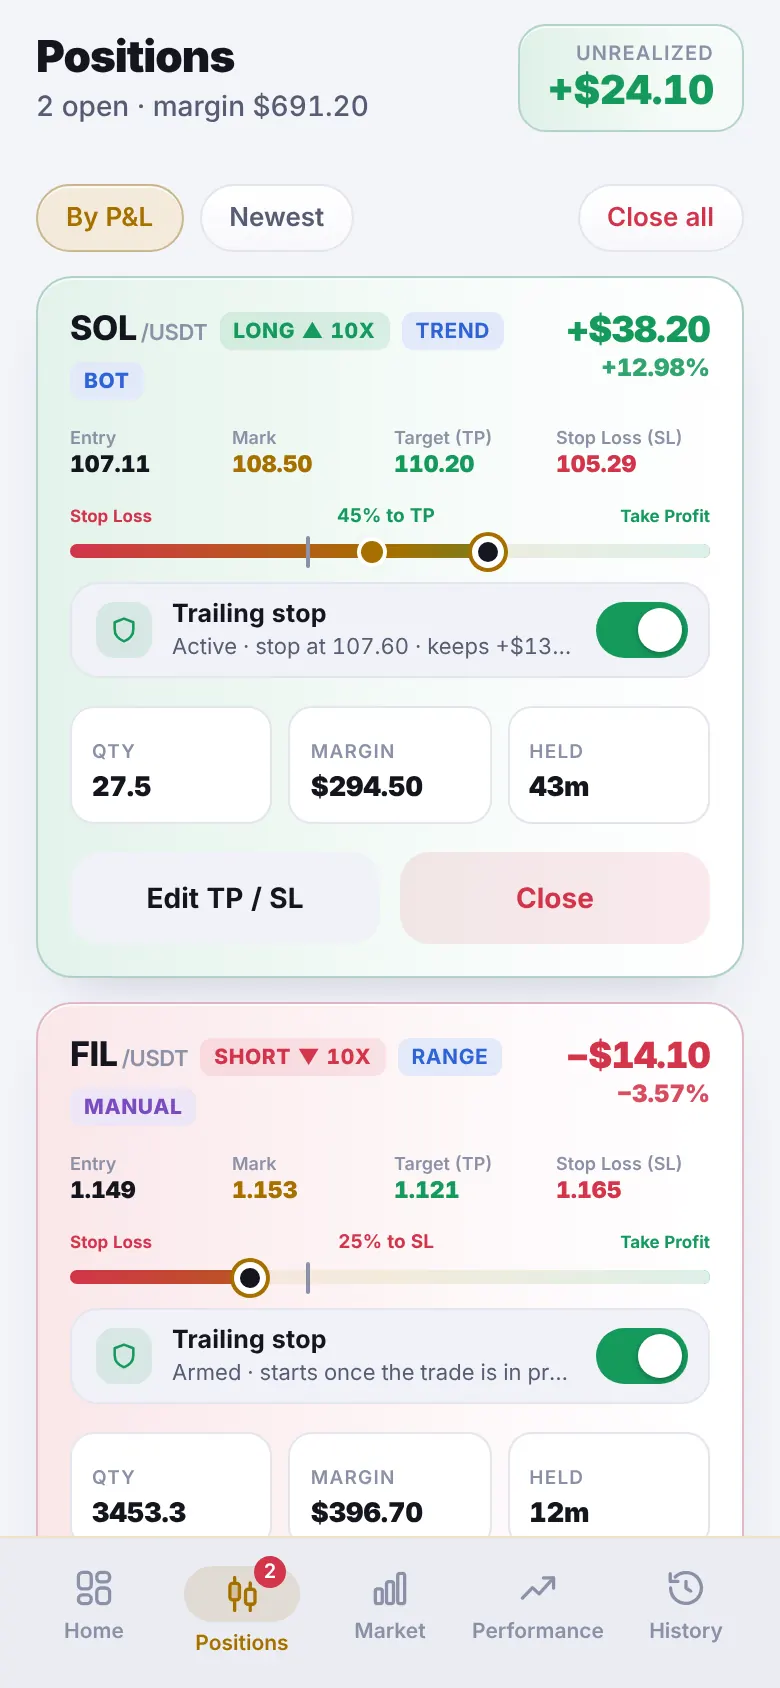 Positions
2 open · margin $691.20
UNREALIZED
+$24.10
By P&L
Newest
Close all
SOL/USDT LONG ▲ 10X TREND
BOT
+$38.20
+12.98%
Entry Mark Target (TP) Stop Loss (SL)
107.11 108.50 110.20 105.29
Stop Loss 45% to TP Take Profit
Trailing stop
Active · stop at 107.60 · keeps +$13...
QTY MARGIN HELD
27.5 $294.50 43m
Edit TP / SL Close
FIL/USDT SHORT ▼ 10X RANGE
MANUAL
−$14.10
−3.57%
Entry Mark Target (TP) Stop Loss (SL)
1.149 1.153 1.121 1.165
Stop Loss 25% to SL Take Profit
Trailing stop
Armed · starts once the trade is in pr...
QTY MARGIN HELD
3453.3 $396.70 12m
2
Home Positions Market Performance History